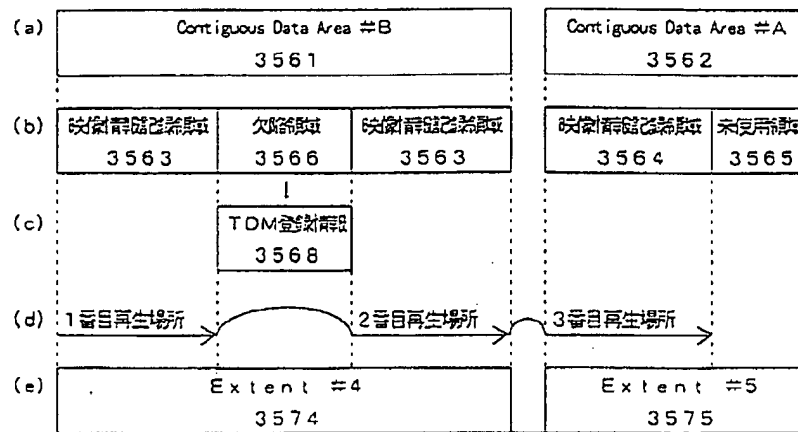 (a) Contiguous Data Area #B Contiguous Data Area #A
3561 3562
(b) 映像情報記録領域 欠陥領域 映像情報記録領域 映像情報記録領域 未使用領域
3563 3566 3563 3564 3565
(c) TDM登録情報
3568
(d) 1番目再生場所 2番目再生場所 3番目再生場所
(e) Extent #4 Extent #5
3574 3575